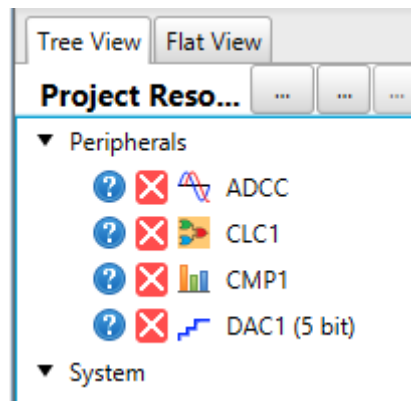 Tree View Flat View
Project Reso... ... ... ...
Peripherals
ADCC
CLC1
CMP1
DAC1 (5 bit)
System